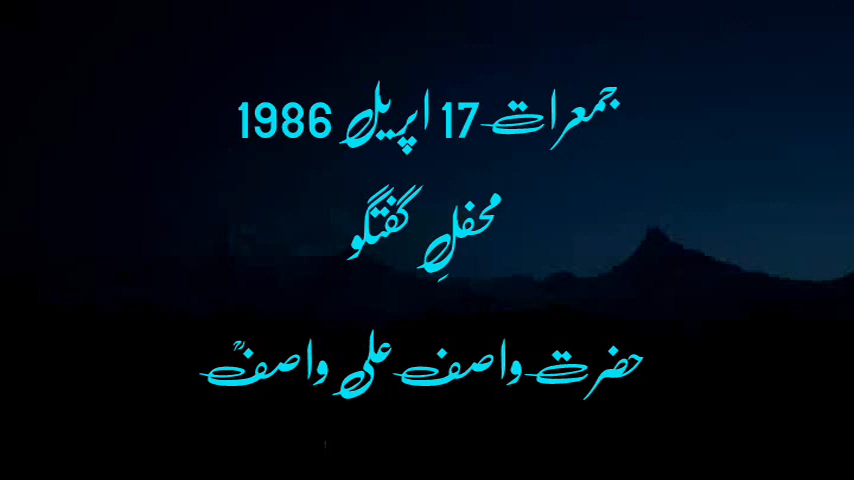 جمعرات 17 اپریل 1986
محفلِ گفتگو
حضرت واصف علی واصفؒ